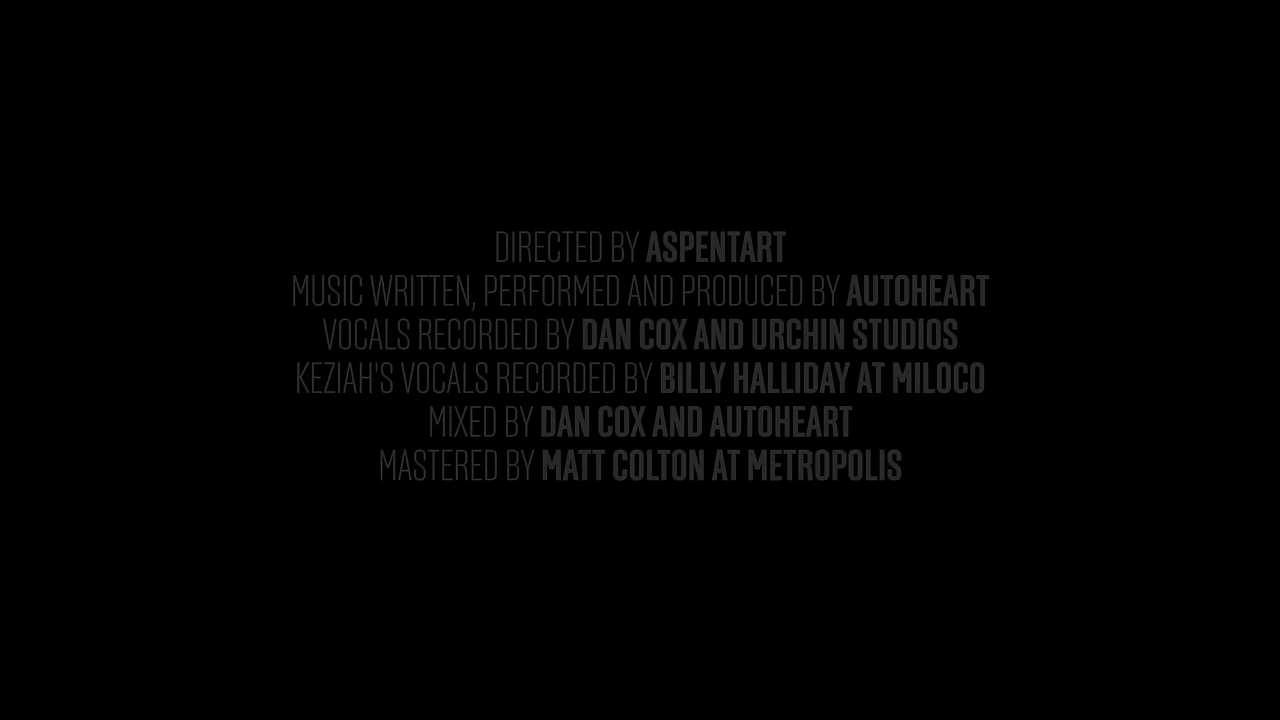 DIRECTED BY ASPENTART
MUSIC WRITTEN, PERFORMED AND PRODUCED BY AUTOHEART
VOCALS RECORDED BY DAN COX AND URCHIN STUDIOS
KEZIAH'S VOCALS RECORDED BY BILLY HALLIDAY AT MILOCO
MIXED BY DAN COX AND AUTOHEART
MASTERED BY MATT COLTON AT METROPOLIS